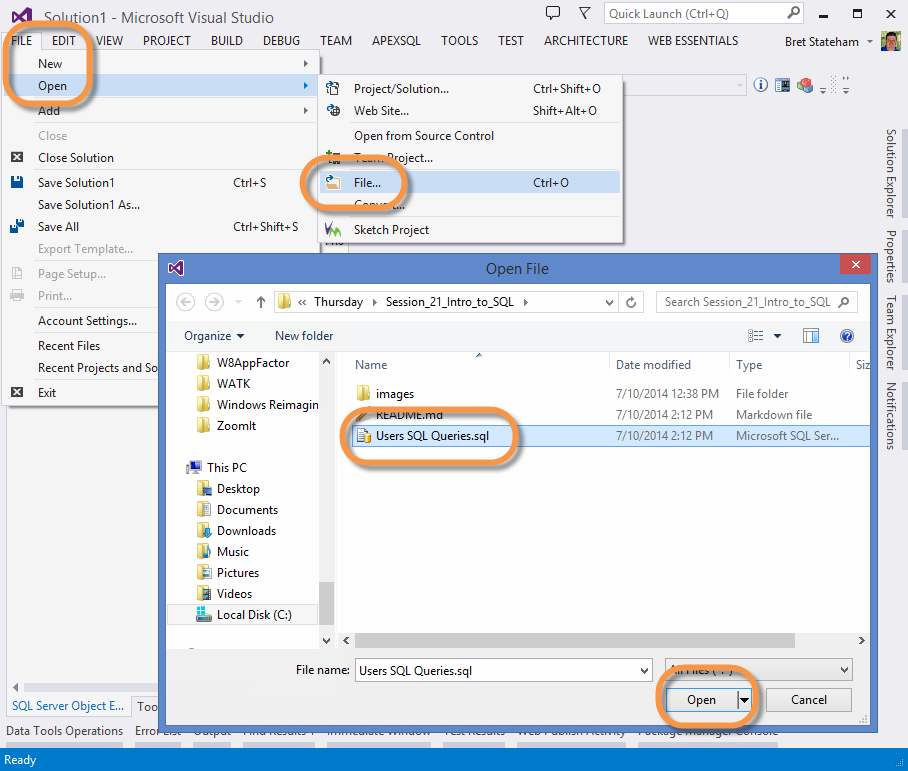 Solution1 - Microsoft Visual Studio
Quick Launch (Ctrl+Q)
FILE EDIT VIEW PROJECT BUILD DEBUG TEAM APEXSQL TOOLS TEST ARCHITECTURE WEB ESSENTIALS Bret Stateham
New
Open
Add
Close
Close Solution
Save Solution1 Ctrl+S
Save Solution1 As...
Save All Ctrl+Shift+S
Export Template...
Page Setup...
Print...
Account Settings...
Recent Files
Recent Projects and So
Exit
Project/Solution... Ctrl+Shift+O
Web Site... Shift+Alt+O
Open from Source Control
Team Project...
File... Ctrl+O
Convert...
Sketch Project
Solution Explorer
Properties
Team Explorer
Notifications
Open File
« Thursday Session_21_Intro_to_SQL
Search Session_21_Intro_to_SQL
Organize New folder
W8AppFactor
WATK
Windows Reimagin
ZoomIt
This PC
Desktop
Documents
Downloads
Music
Pictures
Videos
Local Disk (C:)
Name Date modified Type Siz
images 7/10/2014 12:38 PM File folder
README.md 7/10/2014 2:12 PM Markdown file
Users SQL Queries.sql 7/10/2014 2:12 PM Microsoft SQL Ser...
File name: Users SQL Queries.sql
All Files (*.*)
Open Cancel
SQL Server Object E... Too
Data Tools Operations Error List Output Find Results 1 Immediate Window Test Results Web Publish Activity Package Manager Console
Ready